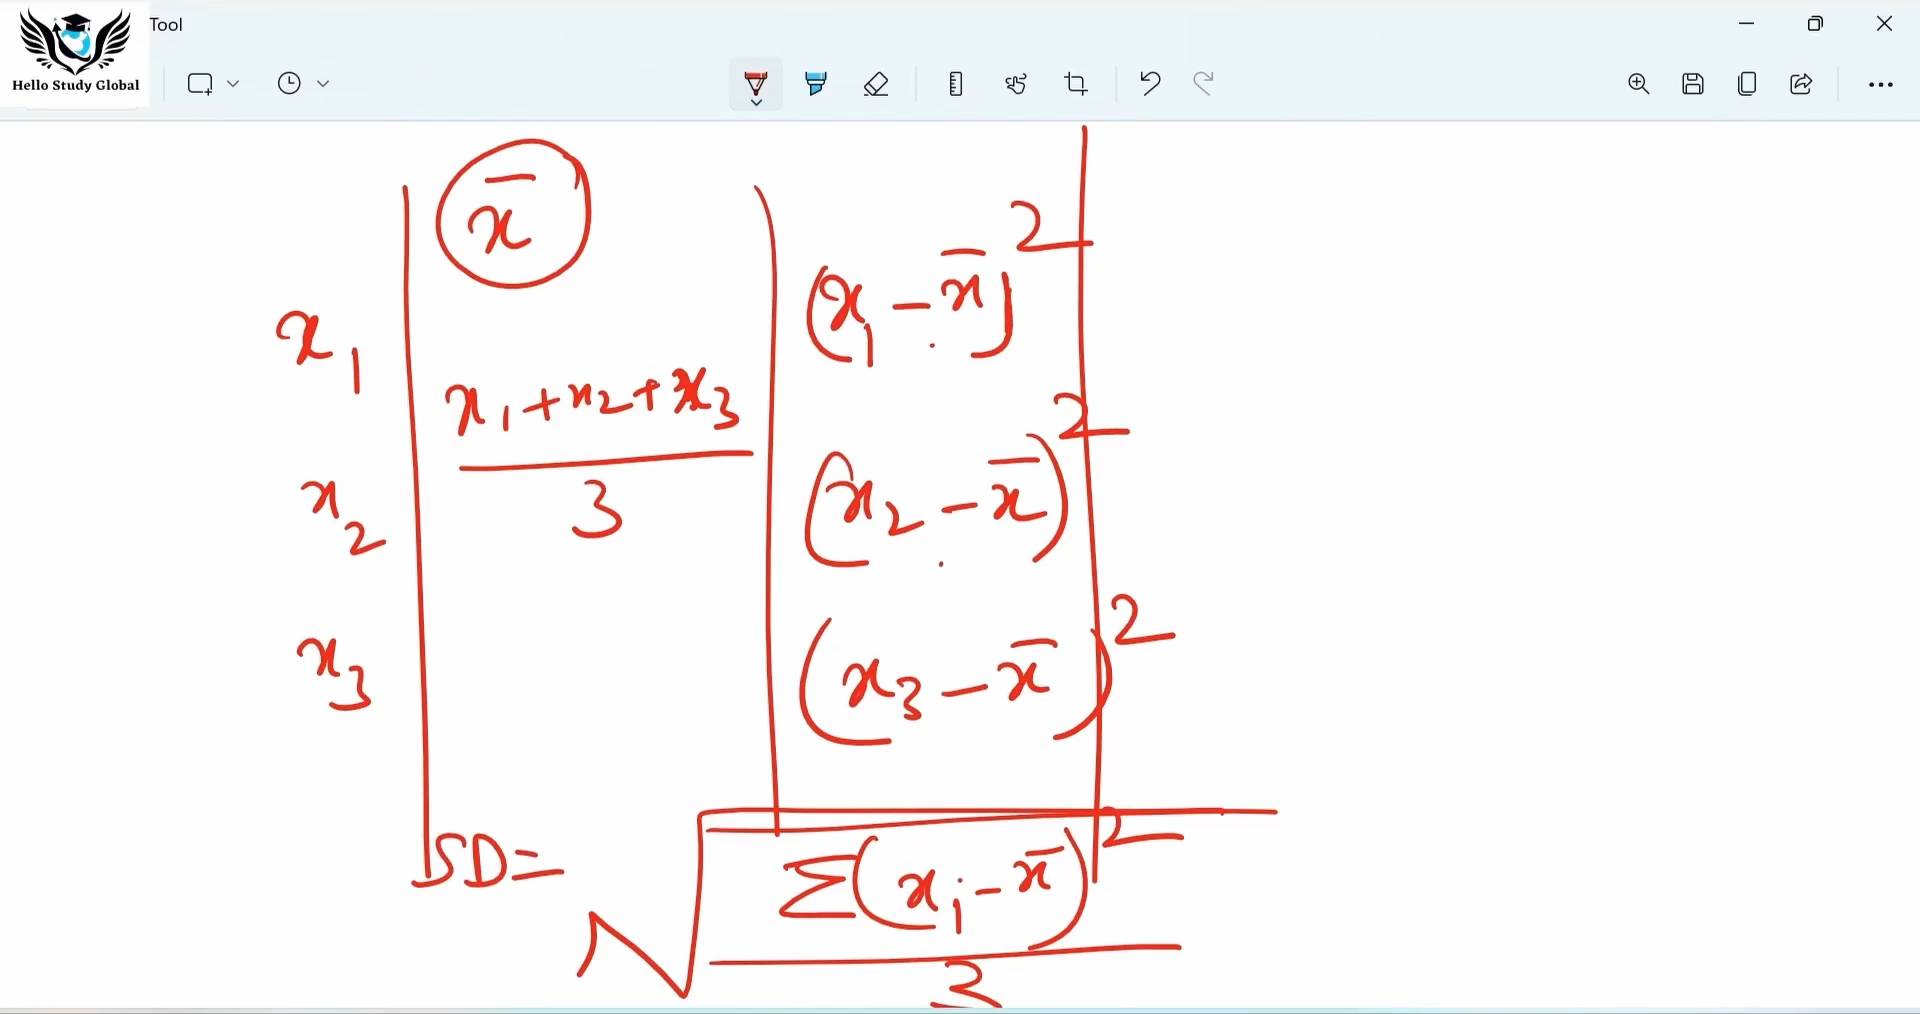 Tool
Hello Study Global
x̄
x₁
x₁+x₂+x₃
3
(x₁-x̄)²
x₂
(x₂-x̄)²
x₃
(x₃-x̄)²
SD=
√
Σ(xᵢ-x̄)²
3